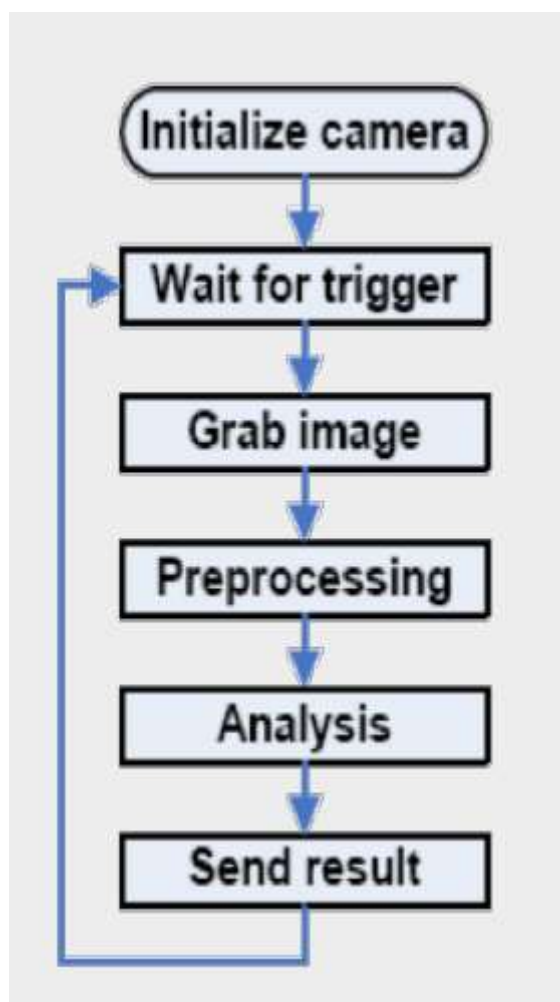 Initialize camera
Wait for trigger
Grab image
Preprocessing
Analysis
Send result